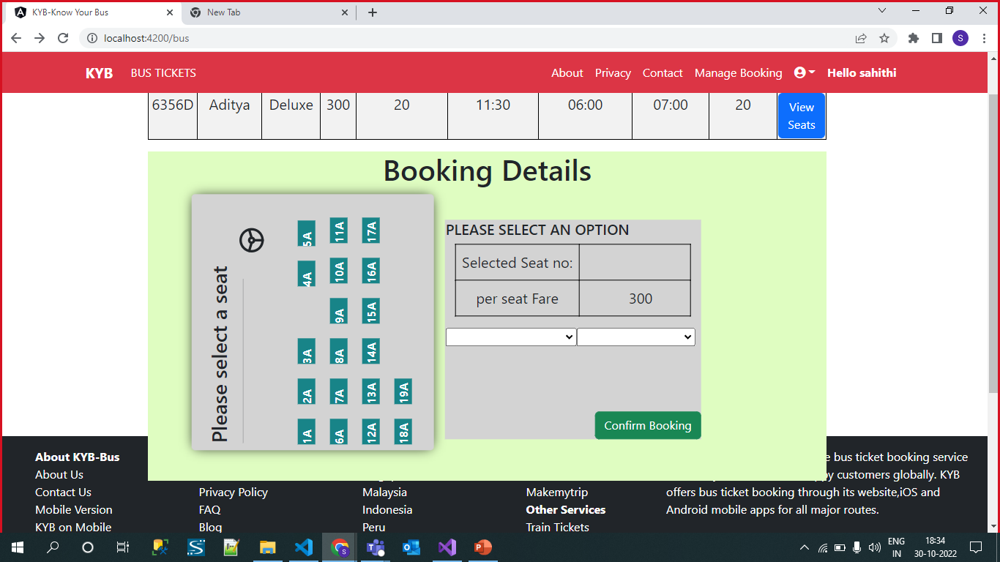 KYB-Know Your Bus
New Tab
localhost:4200/bus
S
KYB BUS TICKETS About Privacy Contact Manage Booking Hello sahithi
6356D Aditya Deluxe 300 20 11:30 06:00 07:00 20 View
Seats
Booking Details
Please select a seat
5A 11A 17A
4A 10A 16A
9A 15A
3A 8A 14A
2A 7A 13A 19A
1A 6A 12A 18A
PLEASE SELECT AN OPTION
Selected Seat no:
per seat Fare 300
Confirm Booking
About KYB-Bus
About Us
Contact Us
Mobile Version
KYB on Mobile
Privacy Policy
FAQ
Blog
Malaysia
Indonesia
Peru
Makemytrip
Other Services
Train Tickets
bus ticket booking service
customers globally. KYB
offers bus ticket booking through its website,iOS and
Android mobile apps for all major routes.
ENG
IN
18:34
30-10-2022